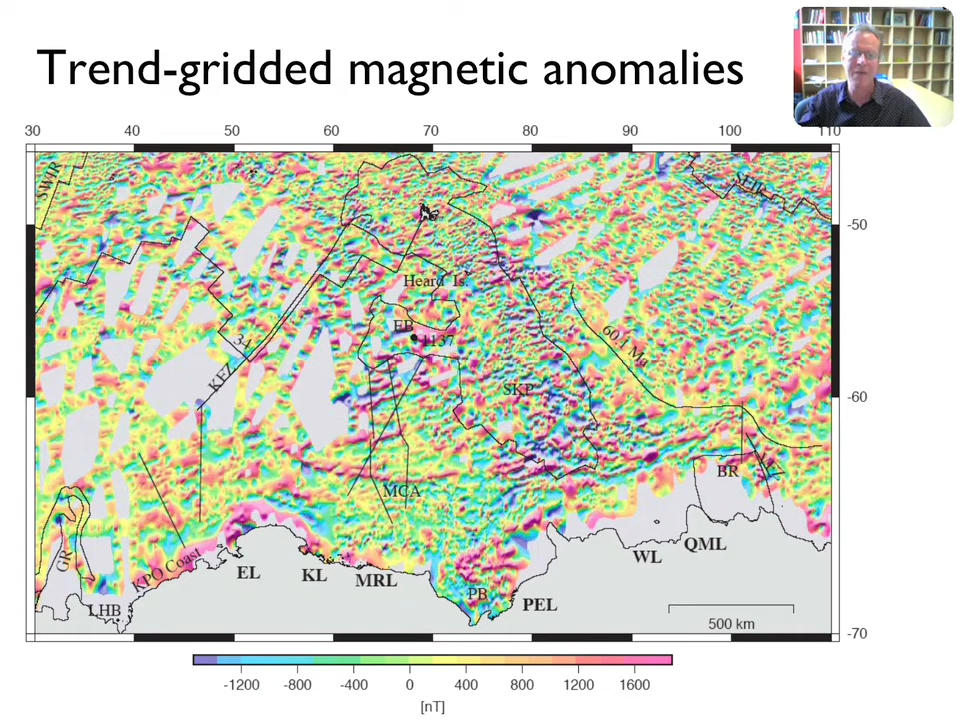 Trend-gridded magnetic anomalies
30 40 50 60 70 80 90 100 110
SWIR
SEIR
-50
Heard Is.
34
EB
1137
60.1 Ma
KFZ
SKP
-60
MCA
BR
GR
KPO Coast
EL
KL
MRL
WL
QML
LHB
PB
PEL
500 km
-70
-1200 -800 -400 0 400 800 1200 1600
[nT]